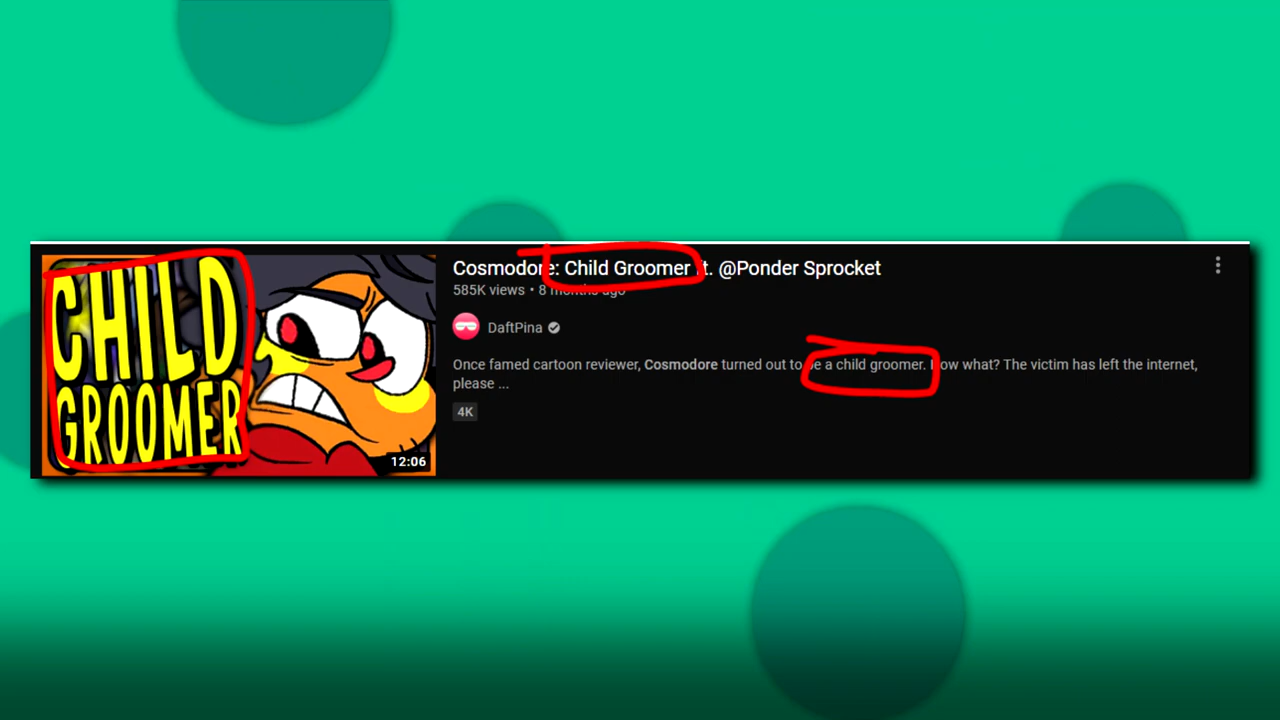 CHILD
GROOMER
12:06
Cosmodore: Child Groomer ft. @Ponder Sprocket
585K views • 8 months ago
DaftPina
Once famed cartoon reviewer, Cosmodore turned out to be a child groomer. Now what? The victim has left the internet,
please ...
4K